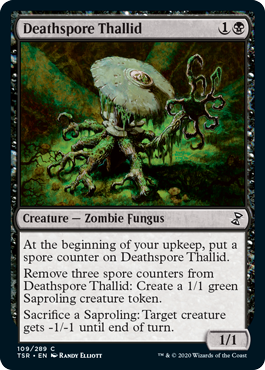 Deathspore Thallid 1
Creature — Zombie Fungus
At the beginning of your upkeep, put a
spore counter on Deathspore Thallid.
Remove three spore counters from
Deathspore Thallid: Create a 1/1 green
Saproling creature token.
Sacrifice a Saproling: Target creature
gets -1/-1 until end of turn.
1/1
109/289 C
TSR • EN Randy Elliott
™ & © 2020 Wizards of the Coast